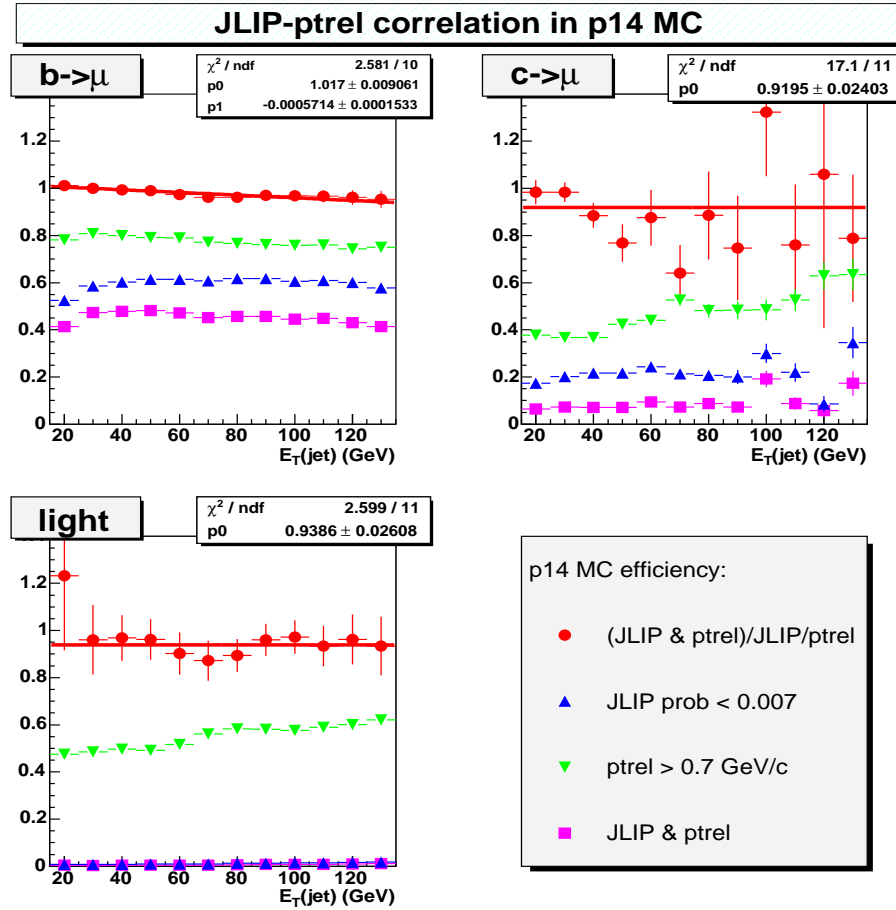 JLIP-ptrel correlation in p14 MC
b->μ
χ² / ndf 2.581 / 10
p0 1.017 ± 0.009061
p1 -0.0005714 ± 0.0001533
1.2
1
0.8
0.6
0.4
0.2
0
20 40 60 80 100 120
E_T(jet) (GeV)
c->μ
χ² / ndf 17.1 / 11
p0 0.9195 ± 0.02403
1.2
1
0.8
0.6
0.4
0.2
0
20 40 60 80 100 120
E_T(jet) (GeV)
light
χ² / ndf 2.599 / 11
p0 0.9386 ± 0.02608
1.2
1
0.8
0.6
0.4
0.2
0
20 40 60 80 100 120
E_T(jet) (GeV)
p14 MC efficiency:
(JLIP & ptrel)/JLIP/ptrel
JLIP prob < 0.007
ptrel > 0.7 GeV/c
JLIP & ptrel